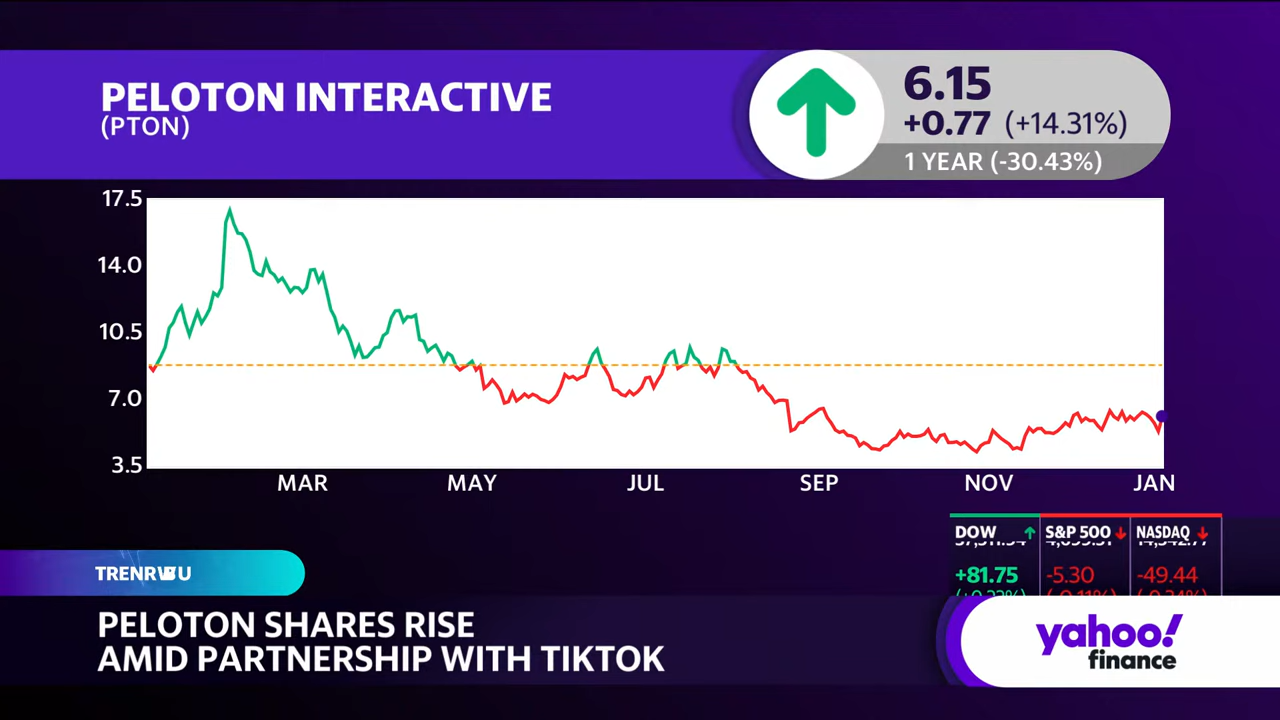 PELOTON INTERACTIVE
(PTON)
6.15
+0.77 (+14.31%)
1 YEAR (-30.43%)
17.5
14.0
10.5
7.0
3.5
MAR MAY JUL SEP NOV JAN
DOW S&P 500 NASDAQ
+81.75 -5.30 -49.44
PELOTON SHARES RISE
AMID PARTNERSHIP WITH TIKTOK
yahoo!
finance